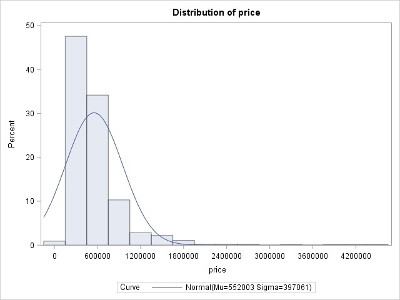 Distribution of price
50
40
30
20
10
0
Percent
0 600000 1200000 1800000 2400000 3000000 3600000 4200000
price
Curve Normal(Mu=552003 Sigma=397061)